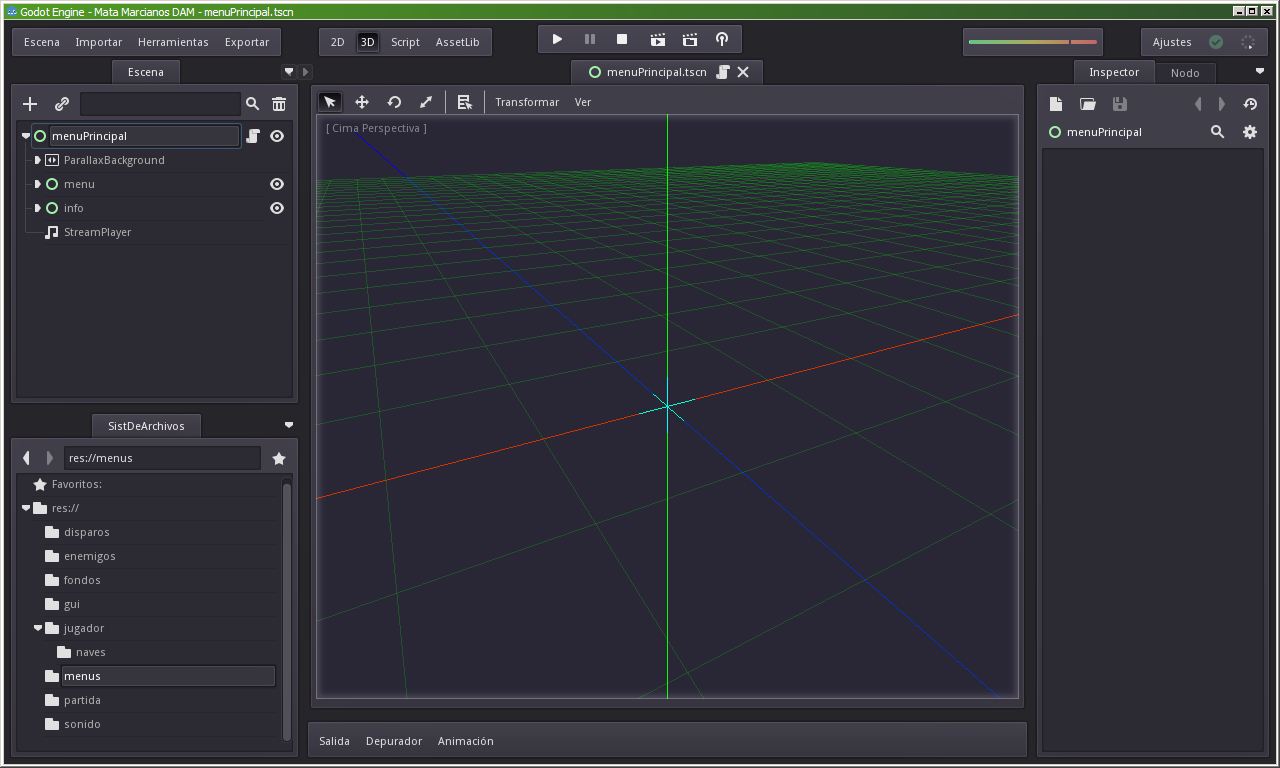 Godot Engine - Mata Marcianos DAM - menuPrincipal.tscn
Escena Importar Herramientas Exportar
2D 3D Script AssetLib
Ajustes
Escena
menuPrincipal.tscn
Inspector Nodo
Transformar Ver
[ Cima Perspectiva ]
menuPrincipal
ParallaxBackground
menu
info
StreamPlayer
menuPrincipal
SistDeArchivos
res://menus
Favoritos:
res://
disparos
enemigos
fondos
gui
jugador
naves
menus
partida
sonido
Salida Depurador Animación